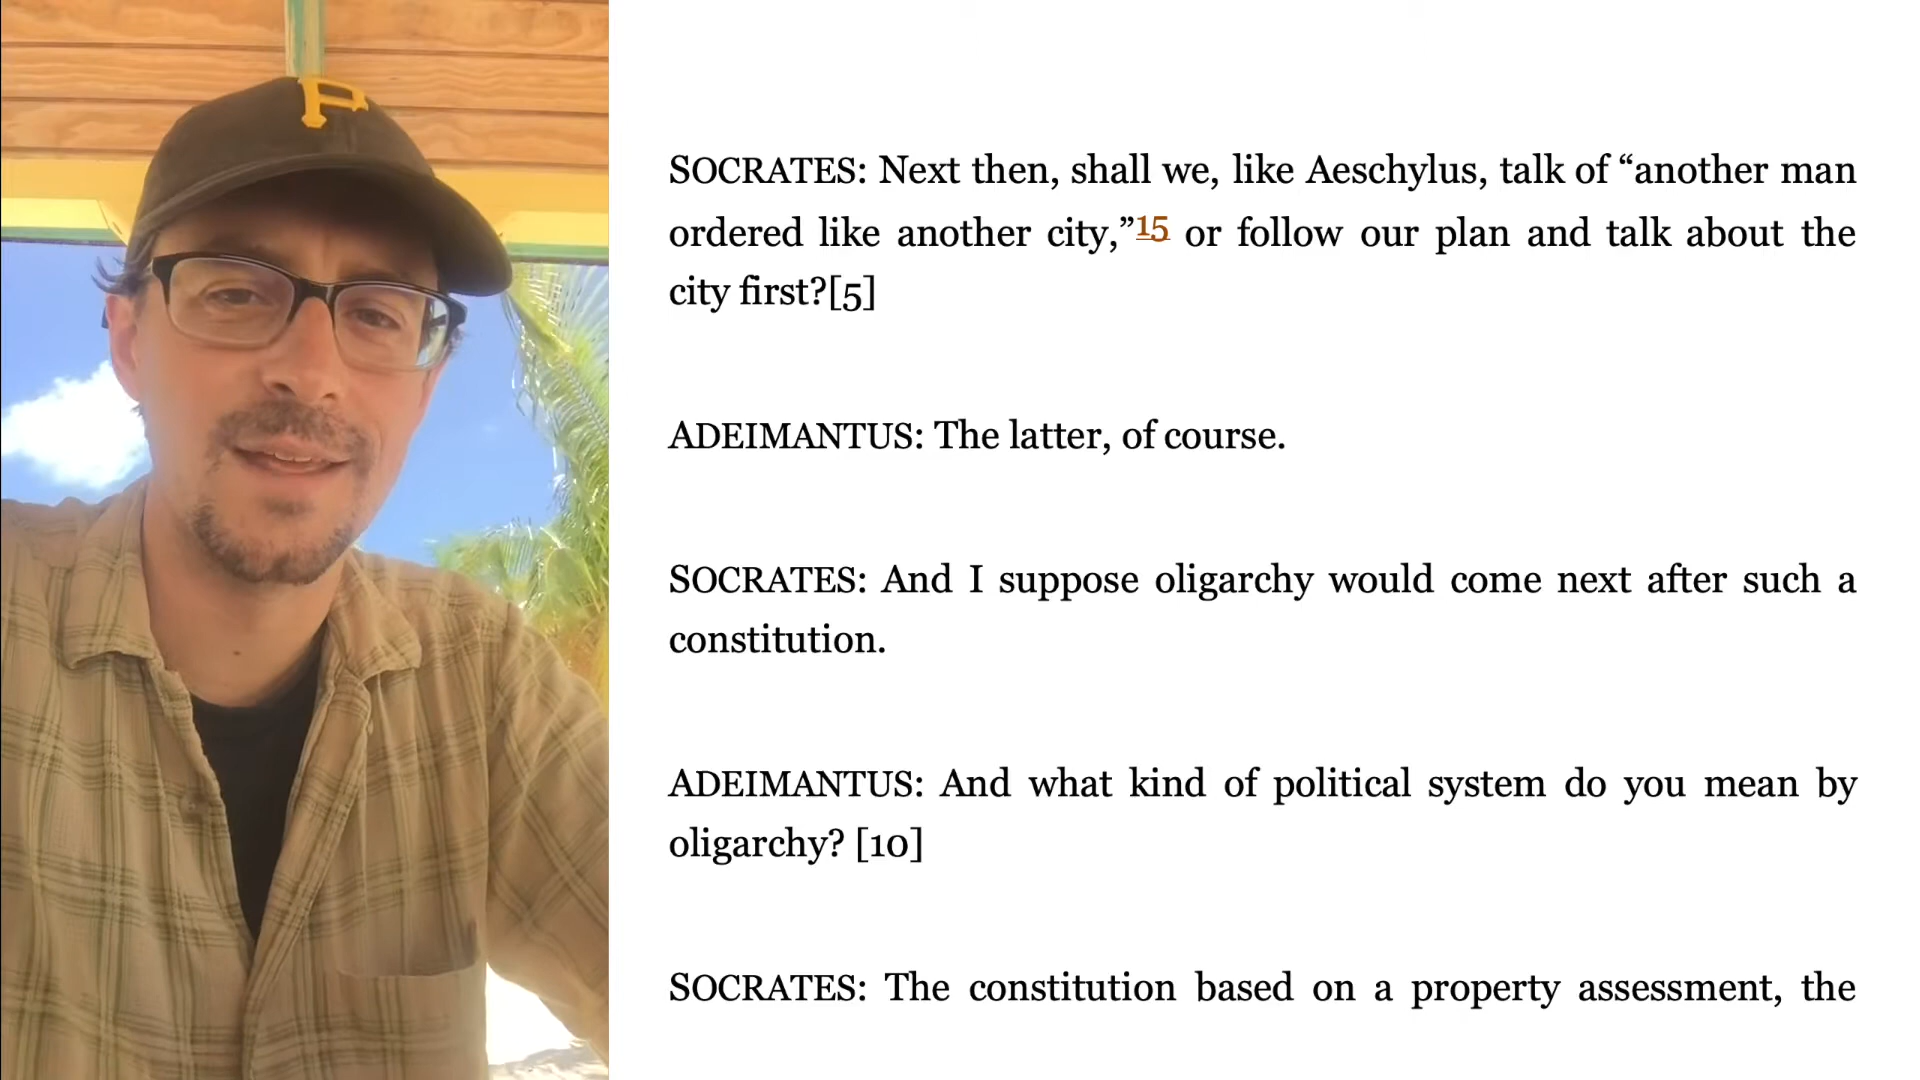 P
SOCRATES: Next then, shall we, like Aeschylus, talk of “another man
ordered like another city,”15 or follow our plan and talk about the
city first?[5]
ADEIMANTUS: The latter, of course.
SOCRATES: And I suppose oligarchy would come next after such a
constitution.
ADEIMANTUS: And what kind of political system do you mean by
oligarchy? [10]
SOCRATES: The constitution based on a property assessment, the